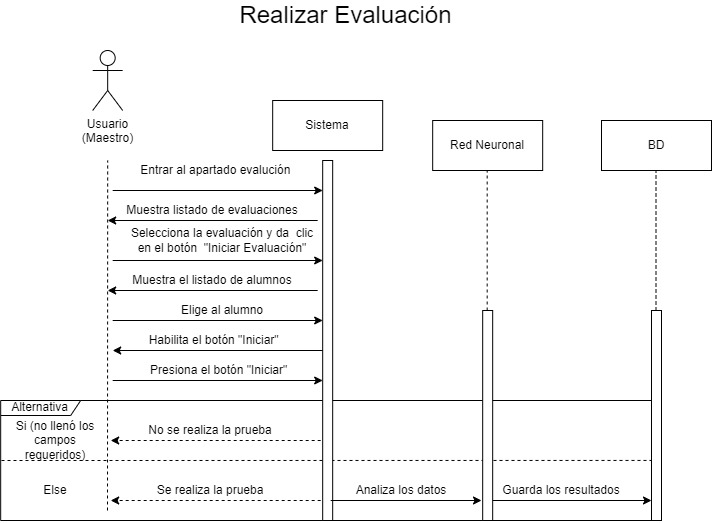 Realizar Evaluación
Usuario
(Maestro)
Sistema
Red Neuronal
BD
Entrar al apartado evalución
Muestra listado de evaluaciones
Selecciona la evaluación y da  clic
en el botón  "Iniciar Evaluación"
Muestra el listado de alumnos
Elige al alumno
Habilita el botón "Iniciar"
Presiona el botón "Iniciar"
Alternativa
Si (no llenó los
campos
requeridos)
No se realiza la prueba
Else
Se realiza la prueba
Analiza los datos
Guarda los resultados